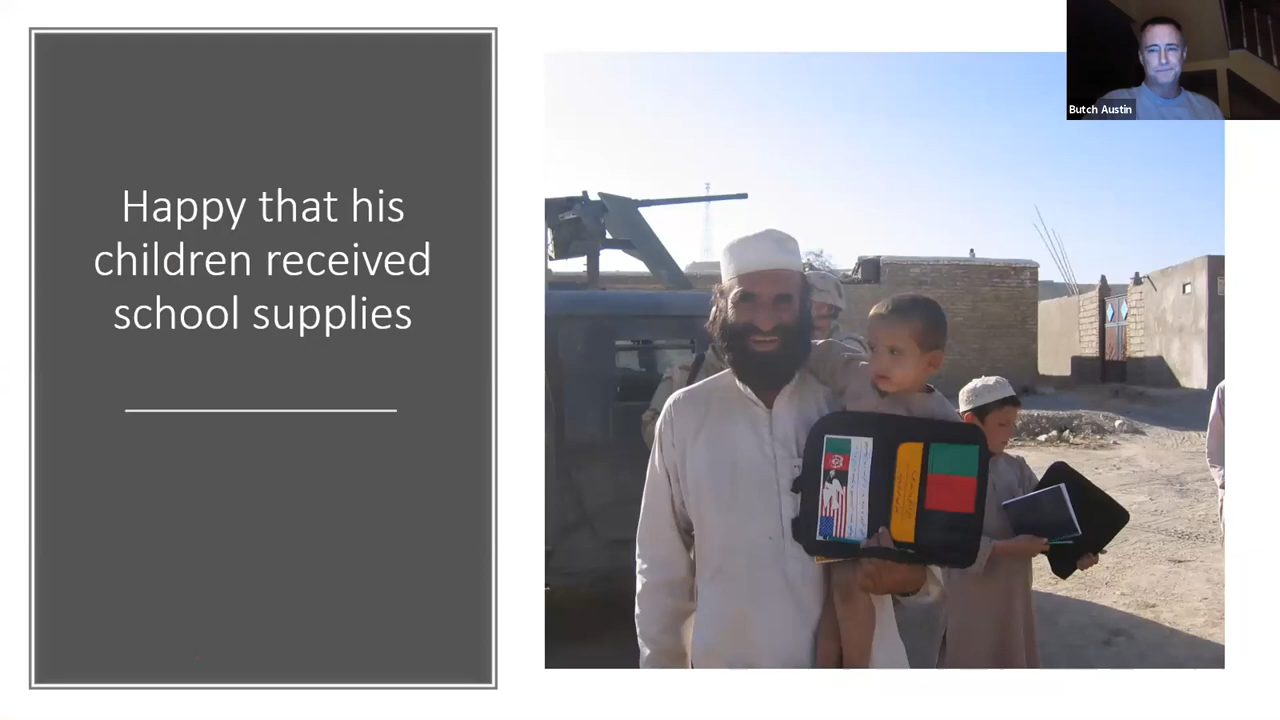 Happy that his
children received
school supplies
Butch Austin